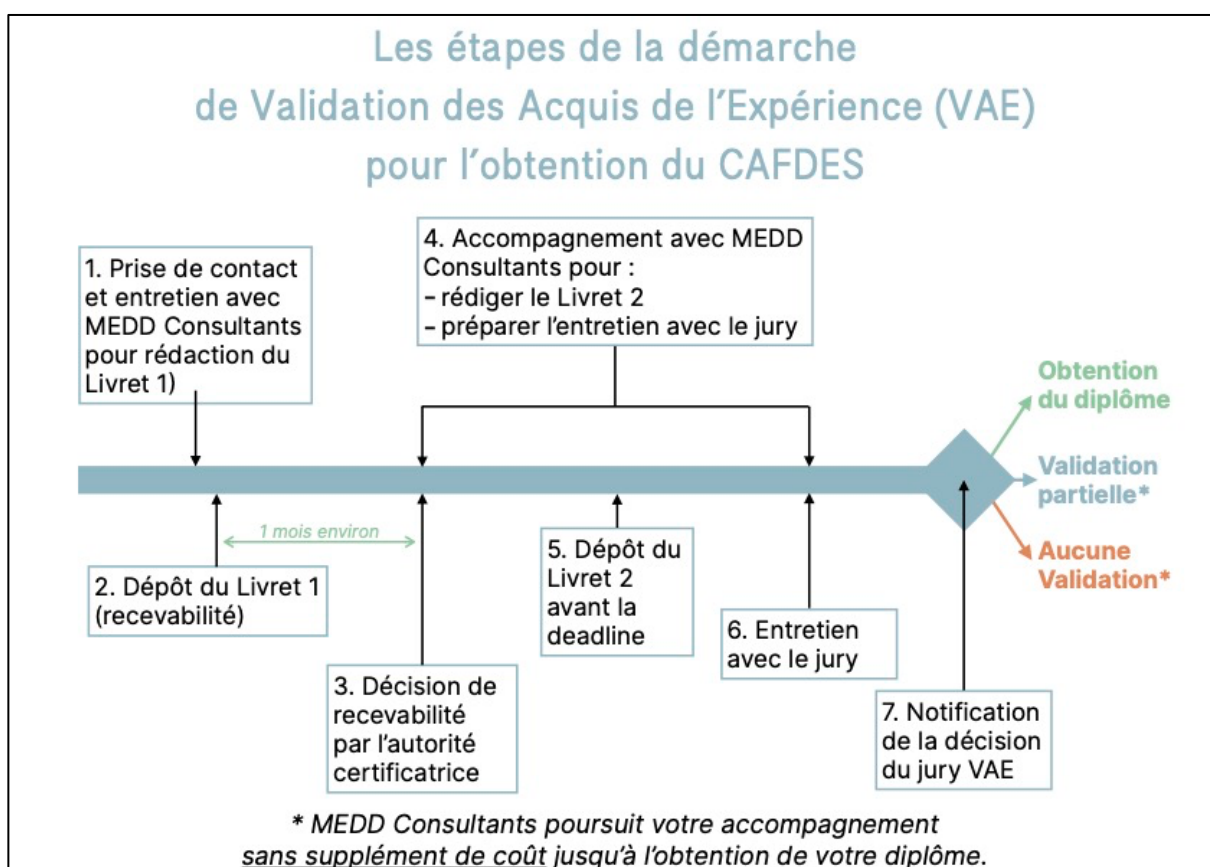 Les étapes de la démarche
de Validation des Acquis de l'Expérience (VAE)
pour l'obtention du CAFDES
1. Prise de contact
et entretien avec
MEDD Consultants
pour rédaction du
Livret 1)
4. Accompagnement avec MEDD
Consultants pour :
– rédiger le Livret 2
– préparer l'entretien avec le jury
Obtention
du diplôme
Validation
partielle*
Aucune
Validation*
1 mois environ
2. Dépôt du Livret 1
(recevabilité)
3. Décision de
recevabilité
par l'autorité
certificatrice
5. Dépôt du
Livret 2
avant la
deadline
6. Entretien
avec le jury
7. Notification
de la décision
du jury VAE
* MEDD Consultants poursuit votre accompagnement
sans supplément de coût jusqu'à l'obtention de votre diplôme.